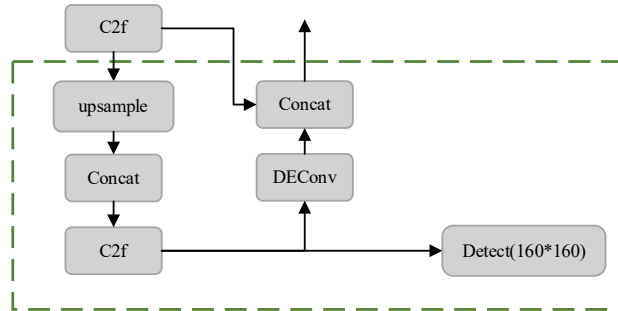 C2f
upsample
Concat
Concat
DEConv
C2f
Detect(160*160)